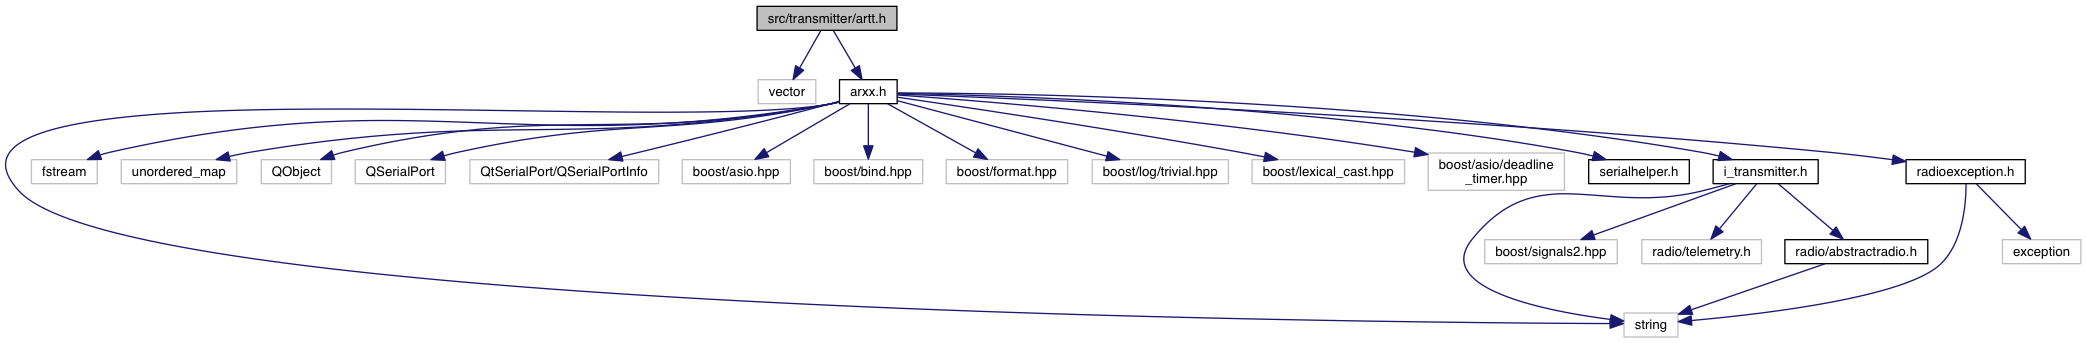 src/transmitter/artt.h
vector
arxx.h
fstream
unordered_map
QObject
QSerialPort
QtSerialPort/QSerialPortInfo
boost/asio.hpp
boost/bind.hpp
boost/format.hpp
boost/log/trivial.hpp
boost/lexical_cast.hpp
boost/asio/deadline
_timer.hpp
serialhelper.h
i_transmitter.h
radioexception.h
boost/signals2.hpp
radio/telemetry.h
radio/abstractradio.h
exception
string